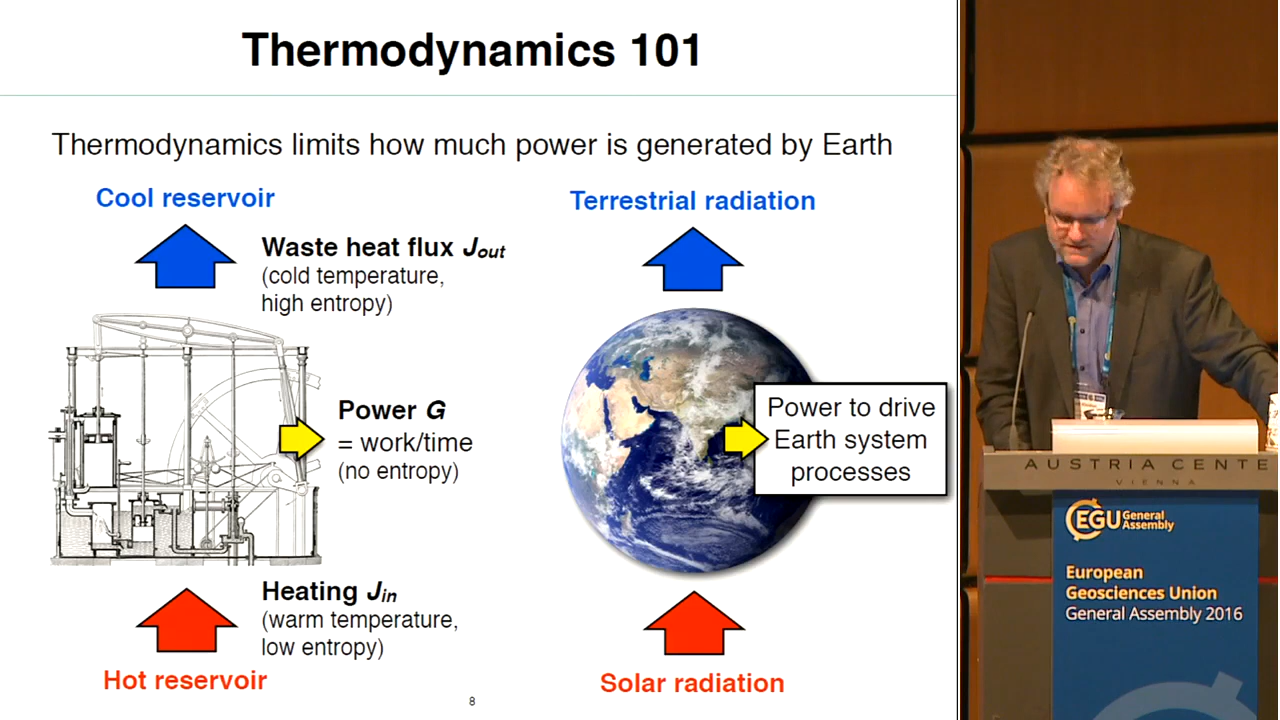 Thermodynamics 101
Thermodynamics limits how much power is generated by Earth
Cool reservoir
Waste heat flux Jout
(cold temperature,
high entropy)
Power G
= work/time
(no entropy)
Heating Jin
(warm temperature,
low entropy)
Hot reservoir
Terrestrial radiation
Power to drive
Earth system
processes
Solar radiation
8
AUSTRIA CENTE
VIENNA
EGU General
Assembly
European
Geosciences Union
General Assembly 2016